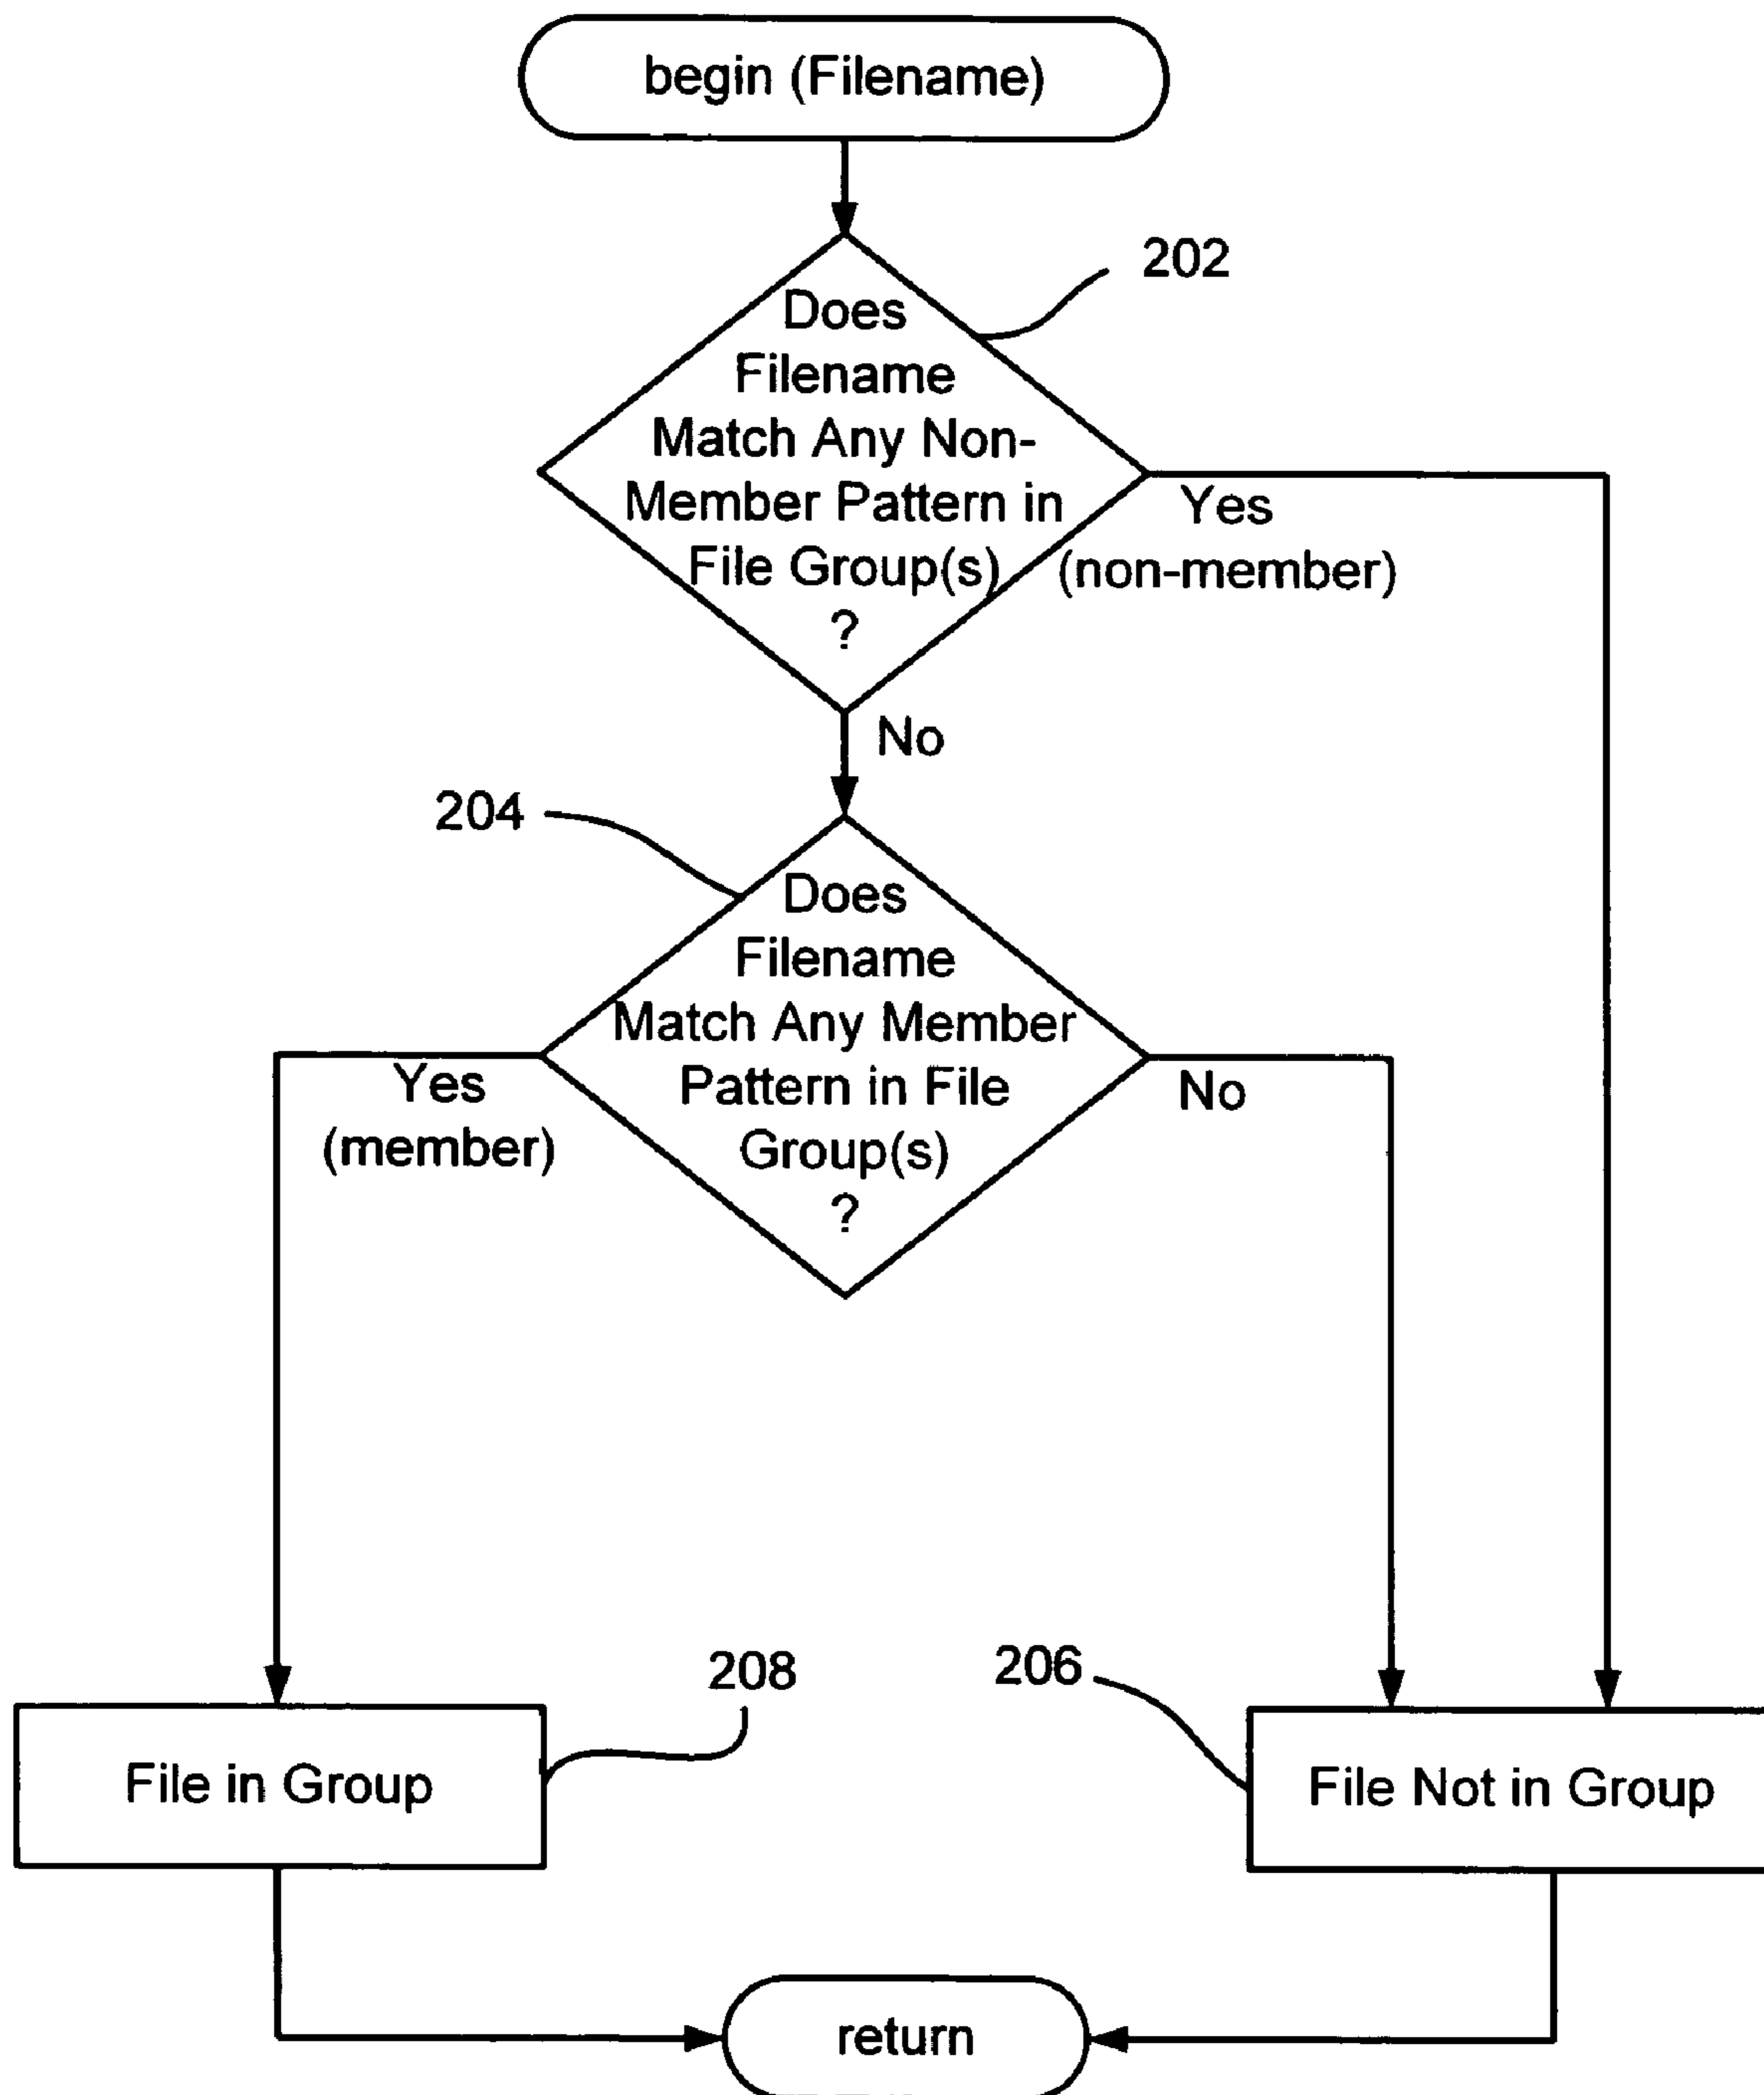 begin (Filename)
202
Does
Filename
Match Any Non-
Member Pattern in
File Group(s)
?
Yes
(non-member)
No
204
Does
Filename
Match Any Member
Pattern in File
Group(s)
?
Yes
(member)
No
208
206
File in Group
File Not in Group
return